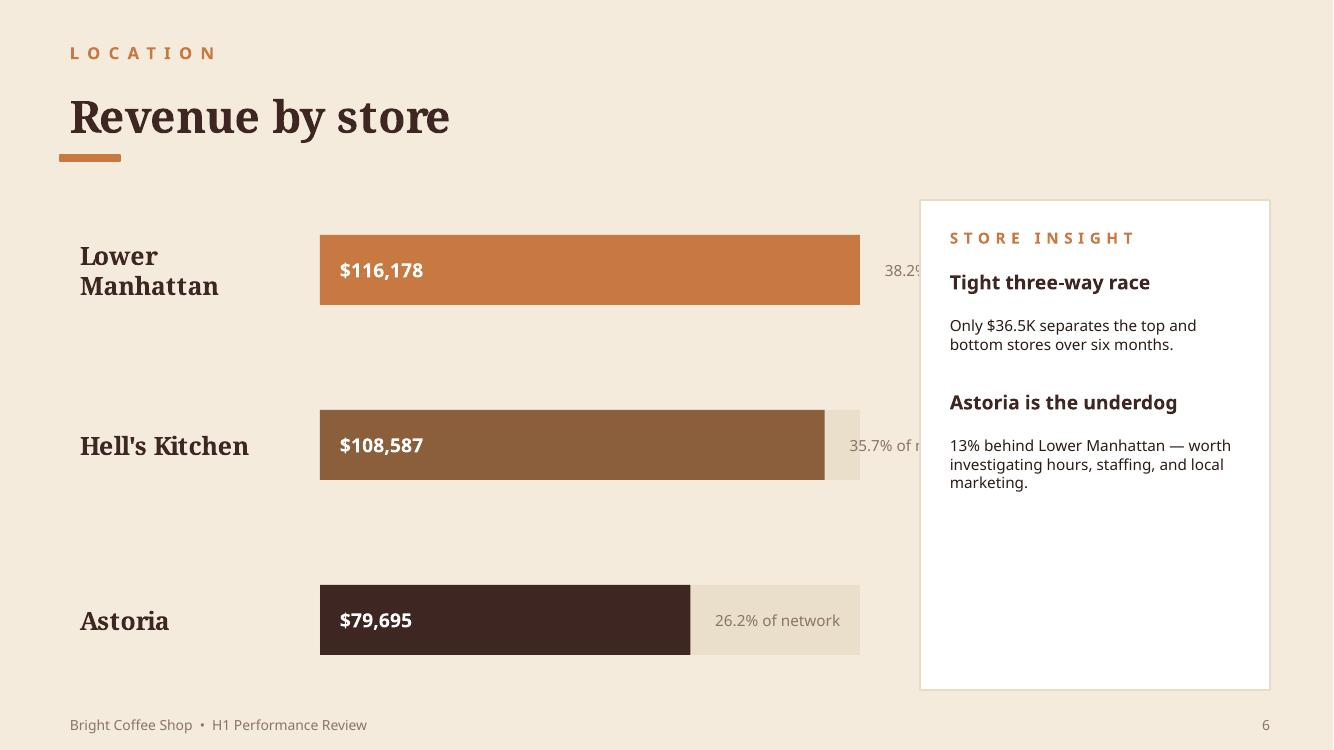 LOCATION
Revenue by store
Lower
Manhattan
$116,178
38.2%
Hell's Kitchen
$108,587
35.7% of
Astoria
$79,695
26.2% of network
STORE INSIGHT
Tight three-way race
Only $36.5K separates the top and
bottom stores over six months.
Astoria is the underdog
13% behind Lower Manhattan — worth
investigating hours, staffing, and local
marketing.
Bright Coffee Shop • H1 Performance Review
6